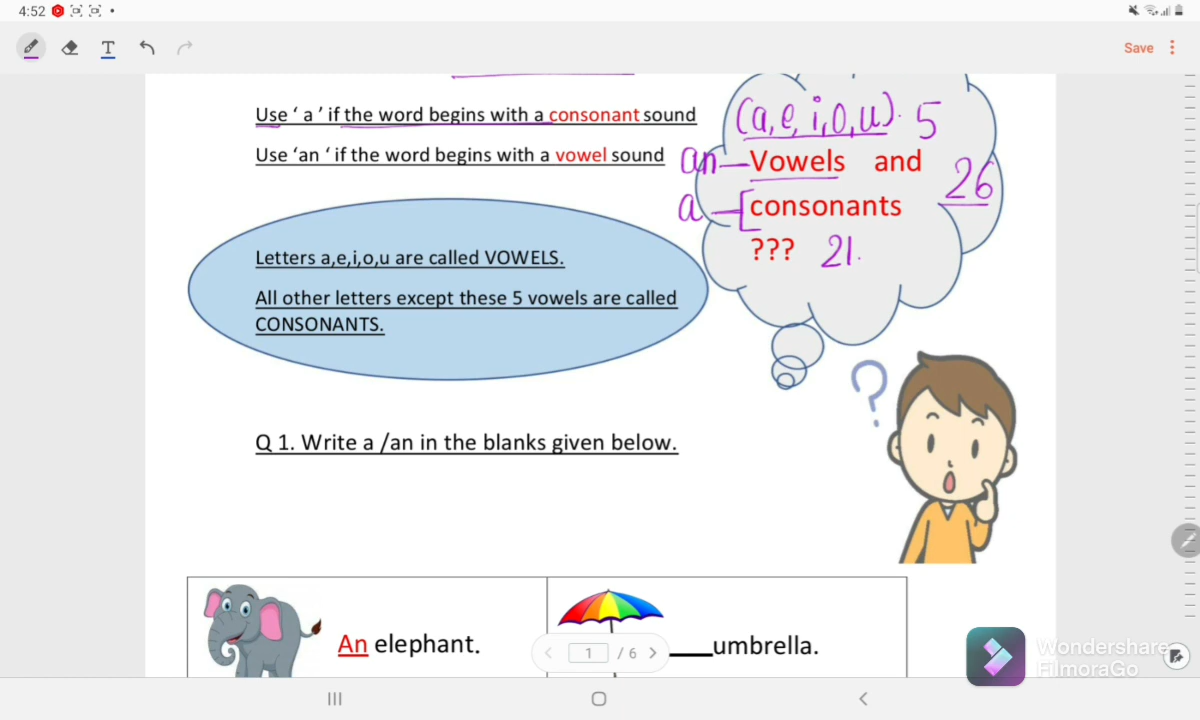 4:52
Save
Use ‘ a ’ if the word begins with a consonant sound
Use ‘an ‘ if the word begins with a vowel sound
(a, e, i, o, u). 5
an — Vowels and
26
a — [consonants
??? 21.
Letters a,e,i,o,u are called VOWELS.
All other letters except these 5 vowels are called
CONSONANTS.
?
Q 1. Write a /an in the blanks given below.
An elephant.
___umbrella.
1 / 6
Wondershare
FilmoraGo